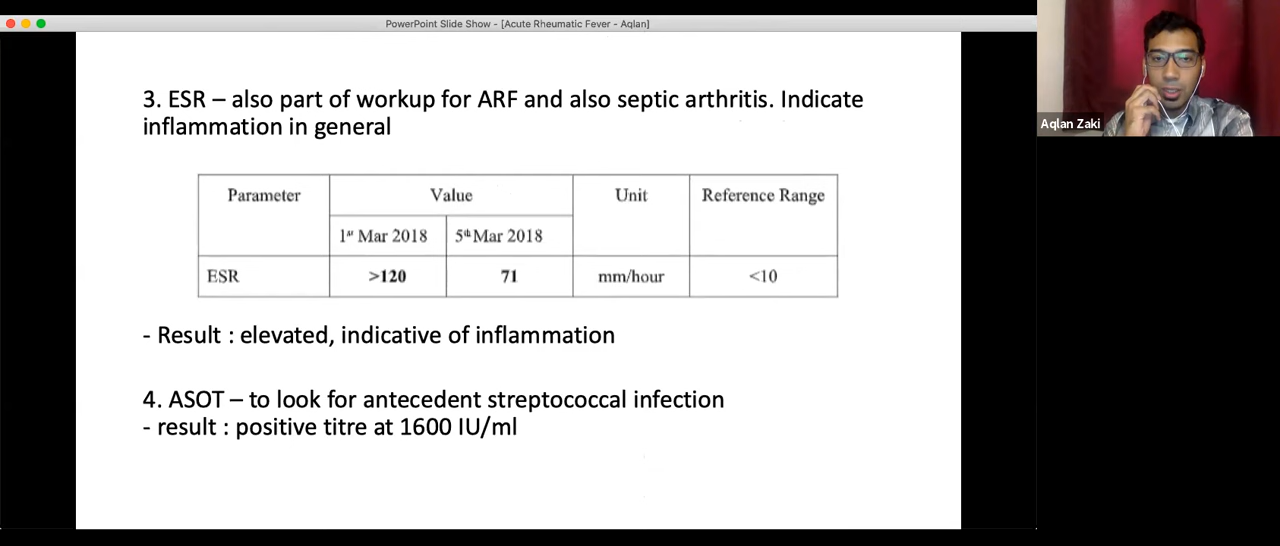 PowerPoint Slide Show - [Acute Rheumatic Fever - Aqlan]
3. ESR – also part of workup for ARF and also septic arthritis. Indicate
inflammation in general
Parameter Value Unit Reference Range
1st Mar 2018 5th Mar 2018
ESR >120 71 mm/hour <10
- Result : elevated, indicative of inflammation
4. ASOT – to look for antecedent streptococcal infection
- result : positive titre at 1600 IU/ml
Aqlan Zaki